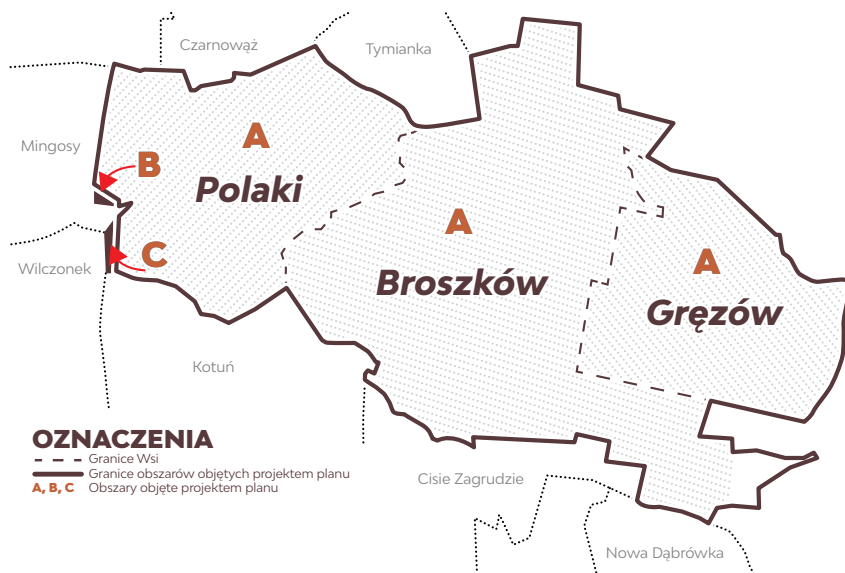 Czarnowąż
Tymianka
Mingosy
A
B
Polaki
A
Wilczonek
C
Broszków
A
Gręzów
Kotuń
OZNACZENIA
Granice Wsi
Granice obszarów objętych projektem planu
A, B, C Obszary objęte projektem planu
Cisie Zagrudzie
Nowa Dąbrówka